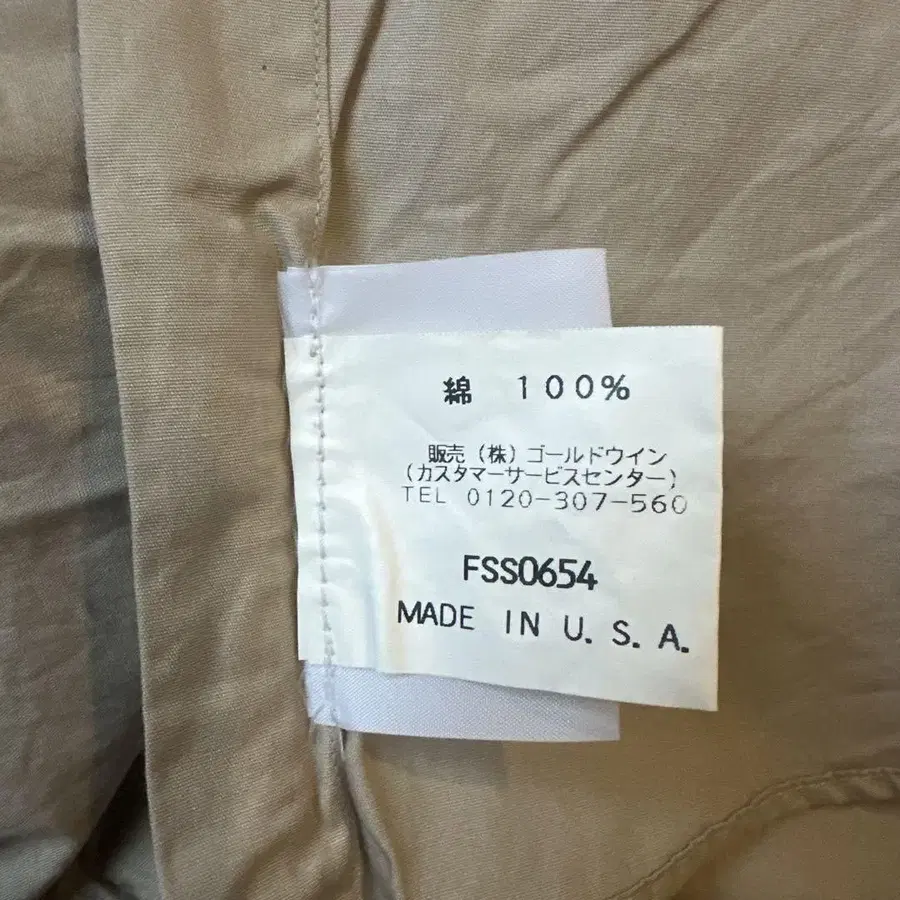 綿 100%
販売(株)ゴールドウイン
(カスタマーサービスセンター)
TEL 0120-307-560
FSS0654
MADE IN U. S. A.